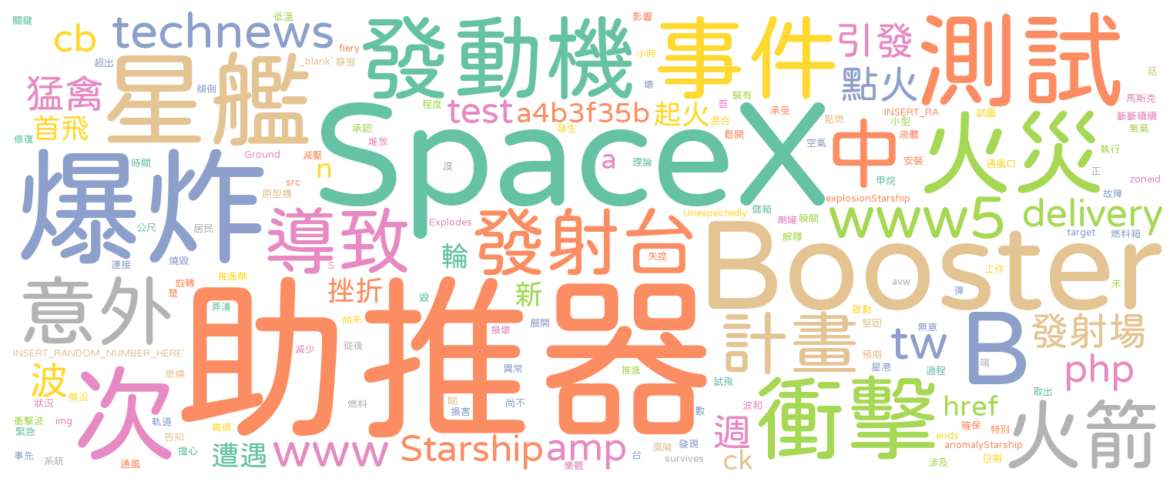 關鍵
cb
technews
低溫
影響
超出
fiery
_blank'
靜態
發動機
事件
小時
壞
引發
測試
話
猛禽
星艦
傾倒
點火
馬斯克
首飛
程度
test
a4b3f35b
裝有
起火
百
混合
承受
INSERT_RA
試圖
斷斷續續
修復
承認
發生
鬆開
點燃
小型
液體
氧氣
SpaceX
中
火災
時間
Ground
減壓
堆放
沒
理論
a
空氣
安裝
通風口
執行
正
n
src
原型機
甲烷
zoneid
爆炸
explosionStarship
故障
公尺
居民
導致
Explodes
Unexpectedly
儲箱
剛罐
瞬間
www5
delivery
燃料箱
target
解釋
發射台
失控
輪
連接
燒毀
s
Booster
推進劑
旋轉
楚
挫折
毀
新
avw
彈
工作
未
意外
弄清
助推器
尚未
損壞
展開
啟動
堅固
計畫
無意
tw
B
發射場
INSERT_RANDOM_NUMBER_HERE'
減少
從後
異常
預期
星港
過程
端
php
波
情況
燃燒
次
推進
試飛
取出
狀況
燃料
關
損害
尚不
數
衝擊
href
衝擊波
img
軌道
緊急
告知
維修
波和
週
確保
特別
火箭
事先
系統
通風
擔心
遭遇
www
Starship
amp
樂觀
台
風險
發現
survives
ck
ends
anomalyStarship
涉及
日期